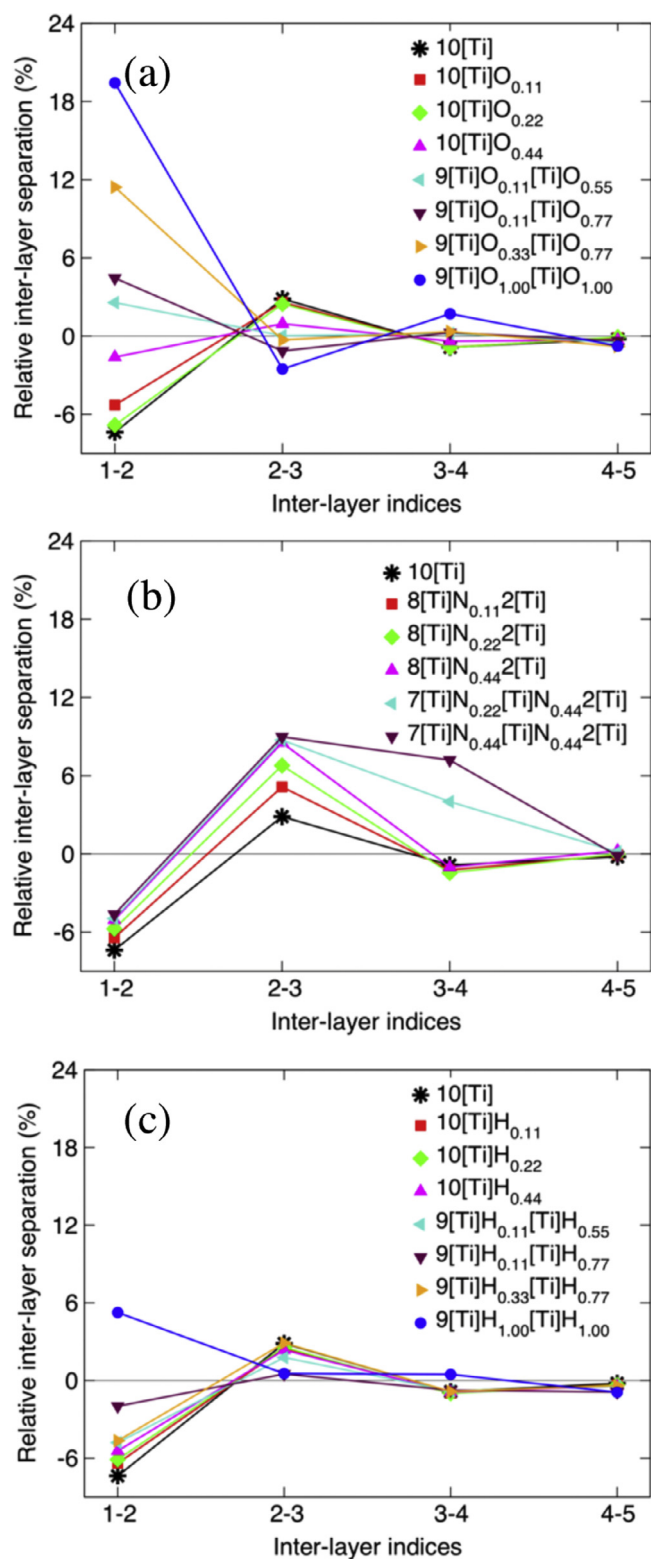 24
(a)
10[Ti]
18
10[Ti]O0.11
10[Ti]O0.22
10[Ti]O0.44
12
9[Ti]O0.11[Ti]O0.55
9[Ti]O0.11[Ti]O0.77
6
9[Ti]O0.33[Ti]O0.77
9[Ti]O1.00[Ti]O1.00
0
-6
Relative inter-layer separation (%)
1-2 2-3 3-4 4-5
Inter-layer indices
24
(b)
10[Ti]
18
8[Ti]N0.112[Ti]
8[Ti]N0.222[Ti]
8[Ti]N0.442[Ti]
12
7[Ti]N0.22[Ti]N0.442[Ti]
7[Ti]N0.44[Ti]N0.442[Ti]
6
0
-6
Relative inter-layer separation (%)
1-2 2-3 3-4 4-5
Inter-layer indices
24
(c)
10[Ti]
18
10[Ti]H0.11
10[Ti]H0.22
10[Ti]H0.44
12
9[Ti]H0.11[Ti]H0.55
9[Ti]H0.11[Ti]H0.77
6
9[Ti]H0.33[Ti]H0.77
9[Ti]H1.00[Ti]H1.00
0
-6
Relative inter-layer separation (%)
1-2 2-3 3-4 4-5
Inter-layer indices